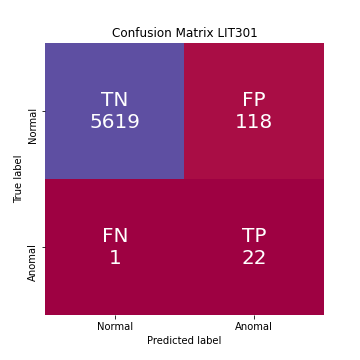 Confusion Matrix LIT301
True label
Normal
TN
5619
FP
118
Anomal
FN
1
TP
22
Normal
Anomal
Predicted label